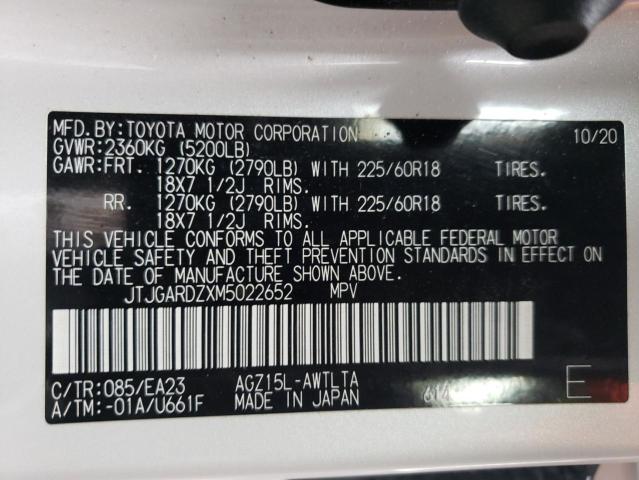 MFD.BY:TOYOTA MOTOR CORPORATION 10/20
GVWR:2360KG (5200LB)
GAWR:FRT. 1270KG (2790LB) WITH 225/60R18 TIRES.
18X7 1/2J RIMS.
RR. 1270KG (2790LB) WITH 225/60R18 TIRES.
18X7 1/2J RIMS.
THIS VEHICLE CONFORMS TO ALL APPLICABLE FEDERAL MOTOR
VEHICLE SAFETY AND THEFT PREVENTION STANDARDS IN EFFECT ON
THE DATE OF MANUFACTURE SHOWN ABOVE.
JTJGARDZXM5022652 MPV
C/TR:085/EA23 AGZ15L-AWTLTA
A/TM:-01A/U661F MADE IN JAPAN E